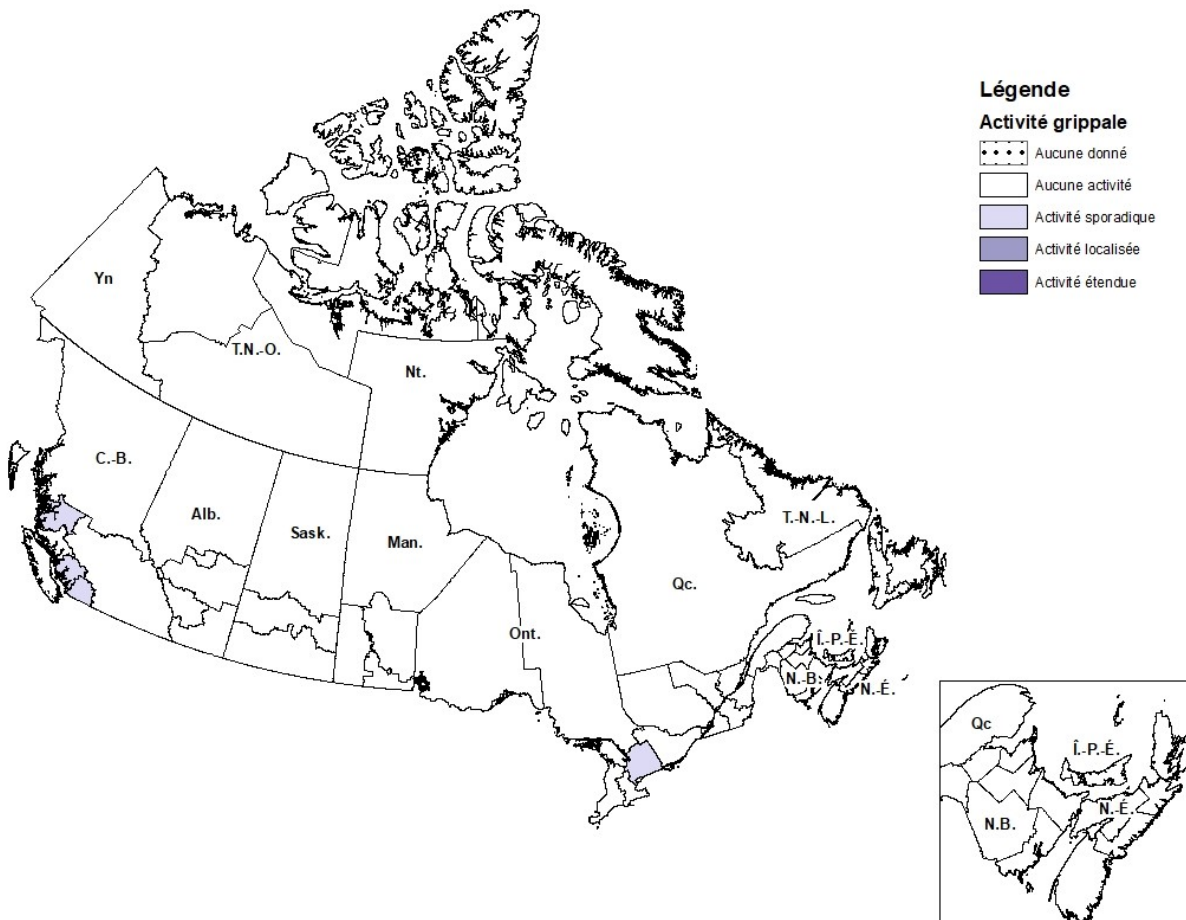 Légende
Activité grippale
Aucune donné
Aucune activité
Activité sporadique
Activité localisée
Activité étendue
Yn
T.N.-O.
Nt.
C.-B.
Alb.
Sask.
Man.
T.-N.-L.
Qc.
Ont.
Î.-P.-É.
N.-B.
N.-É.
Qc
Î.-P.-É.
N.-É.
N.B.